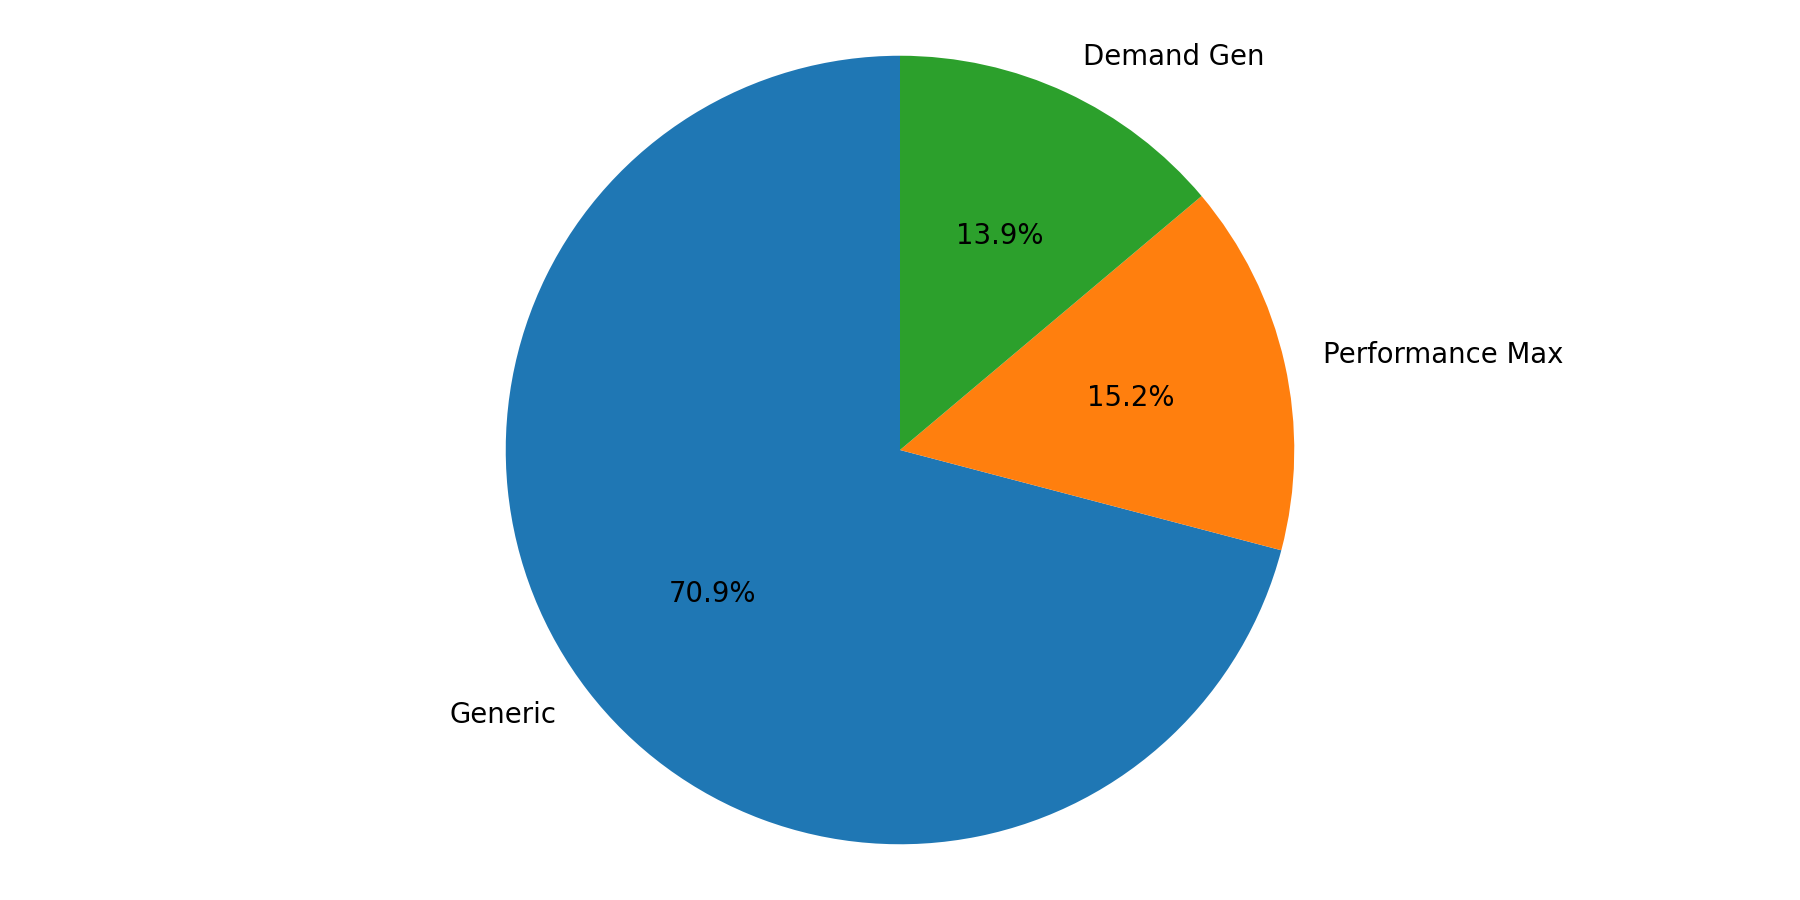 Demand Gen
13.9%
Performance Max
15.2%
70.9%
Generic